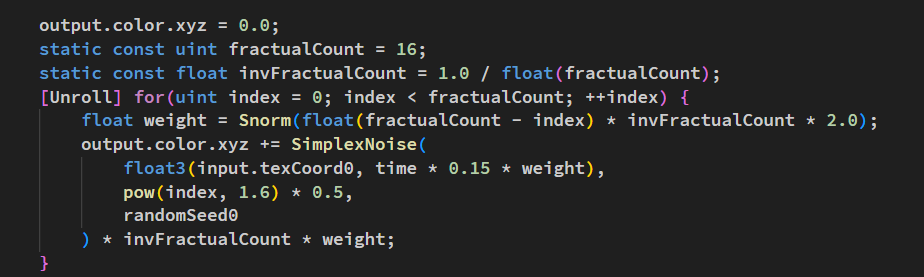 output.color.xyz = 0.0;
static const uint fractualCount = 16;
static const float invFractualCount = 1.0 / float(fractualCount);
[Unroll] for(uint index = 0; index < fractualCount; ++index) {
    float weight = Snorm(float(fractualCount - index) * invFractualCount * 2.0);
    output.color.xyz += SimplexNoise(
        float3(input.texCoord0, time * 0.15 * weight),
        pow(index, 1.6) * 0.5,
        randomSeed0
    ) * invFractualCount * weight;
}